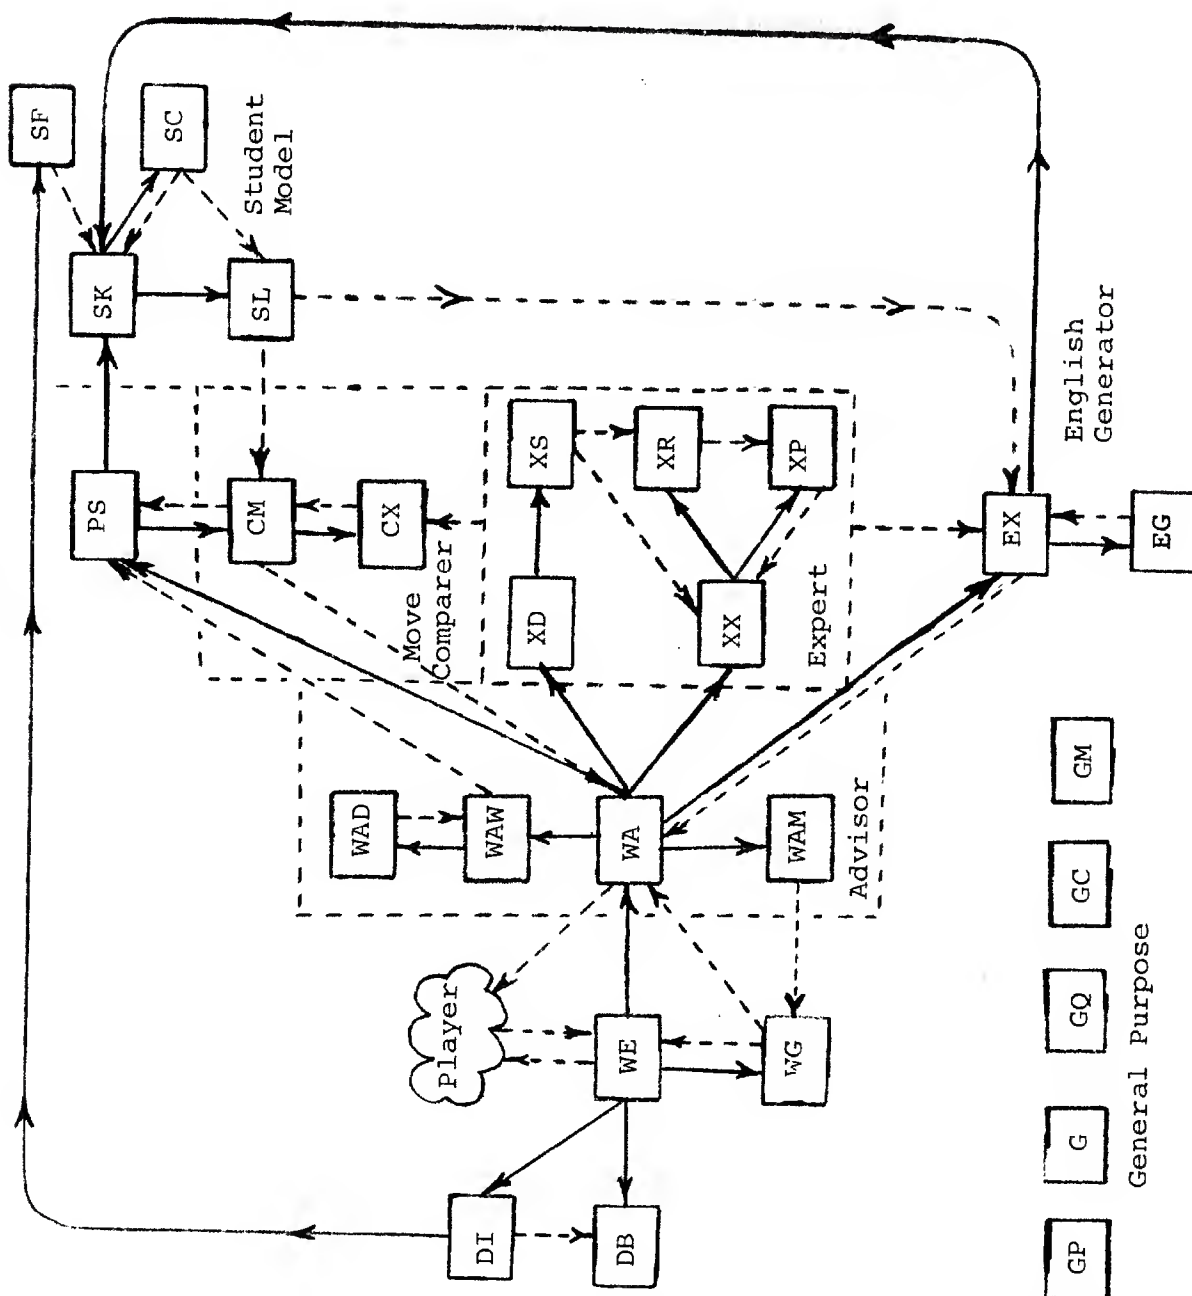 SF
PS
SK
SC
CM
SL
Student
Model
WAD
CX
Move
Comparer
Player
DI
WAW
XD
XS
DB
WE
WA
XR
XX
WG
WAM
XP
Expert
Advisor
EX
English
Generator
GP
G
GQ
GC
GM
General Purpose
EG